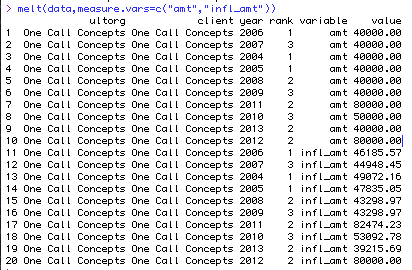 > melt(data,measure.vars=c("amt","infl_amt"))
ultorg client year rank variable value
1 One Call Concepts One Call Concepts 2006 1 amt 40000.00
2 One Call Concepts One Call Concepts 2007 3 amt 40000.00
3 One Call Concepts One Call Concepts 2004 1 amt 40000.00
4 One Call Concepts One Call Concepts 2005 1 amt 40000.00
5 One Call Concepts One Call Concepts 2008 2 amt 40000.00
6 One Call Concepts One Call Concepts 2009 3 amt 40000.00
7 One Call Concepts One Call Concepts 2011 2 amt 80000.00
8 One Call Concepts One Call Concepts 2010 3 amt 50000.00
9 One Call Concepts One Call Concepts 2013 2 amt 40000.00
10 One Call Concepts One Call Concepts 2012 2 amt 80000.00
11 One Call Concepts One Call Concepts 2006 1 infl_amt 46185.57
12 One Call Concepts One Call Concepts 2007 3 infl_amt 44948.45
13 One Call Concepts One Call Concepts 2004 1 infl_amt 49072.16
14 One Call Concepts One Call Concepts 2005 1 infl_amt 47835.05
15 One Call Concepts One Call Concepts 2008 2 infl_amt 43298.97
16 One Call Concepts One Call Concepts 2009 3 infl_amt 43298.97
17 One Call Concepts One Call Concepts 2011 2 infl_amt 82474.23
18 One Call Concepts One Call Concepts 2010 3 infl_amt 53092.78
19 One Call Concepts One Call Concepts 2013 2 infl_amt 39215.69
20 One Call Concepts One Call Concepts 2012 2 infl_amt 80000.00